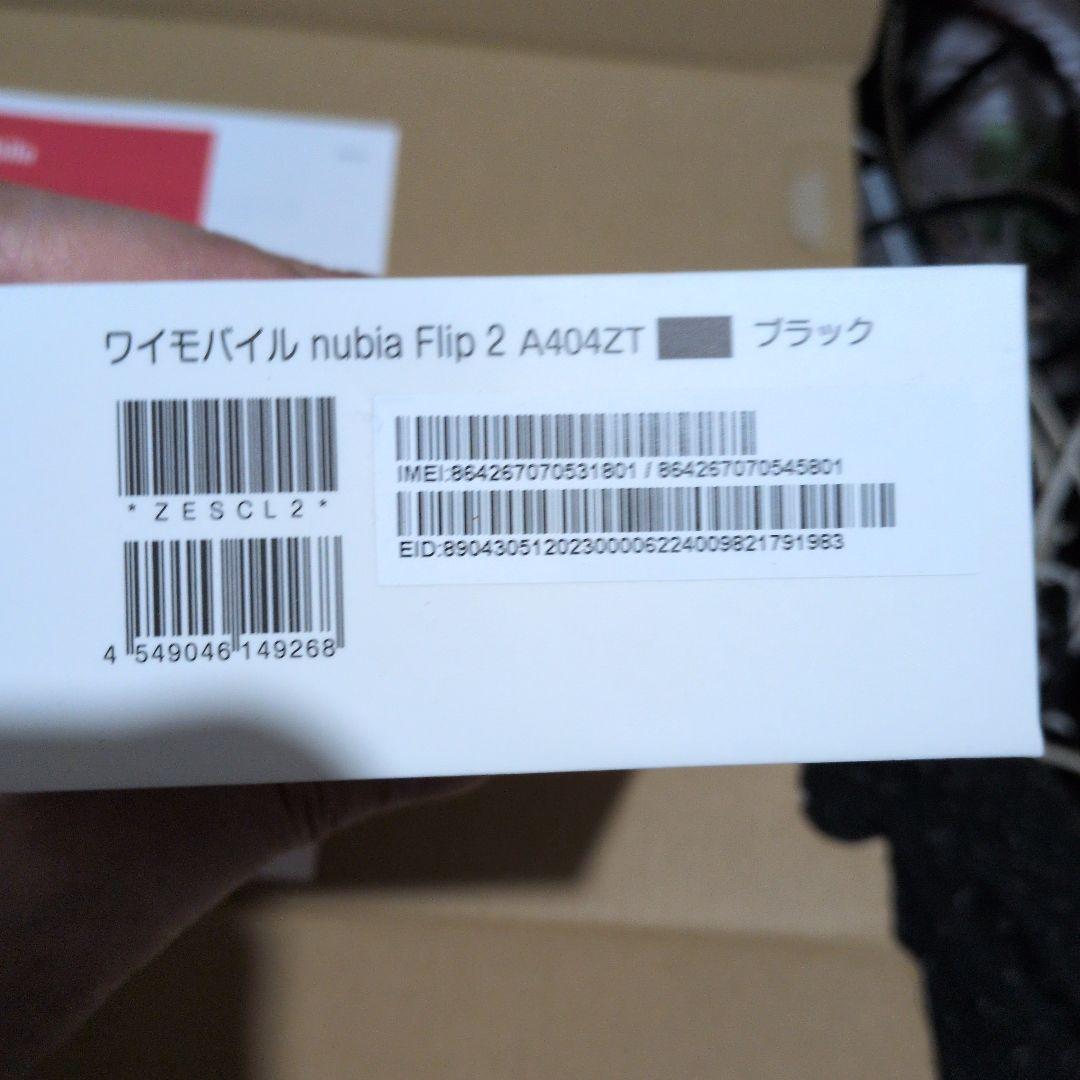 ワイモバイル nubia Flip 2 A404ZT ブラック
IMEI:864267070531801 / 864267070545801
*ZESCL2*
EID:89043051202300006224009821791983
4 549046 149268